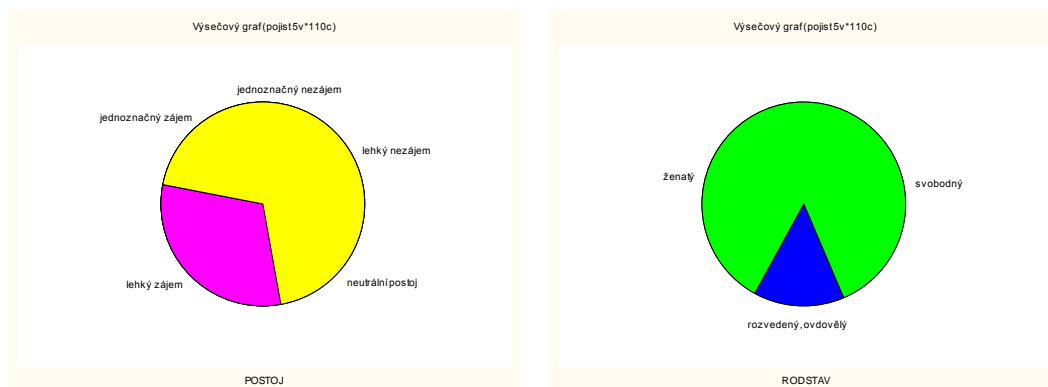 Výsečový graf(pojist5v*110c)
jednoznačný nezájem
jednoznačný zájem
lehký nezájem
lehký zájem
neutrální postoj
POSTOJ
Výsečový graf(pojist5v*110c)
ženatý
svobodný
rozvedený, ovdovělý
RODSTAV